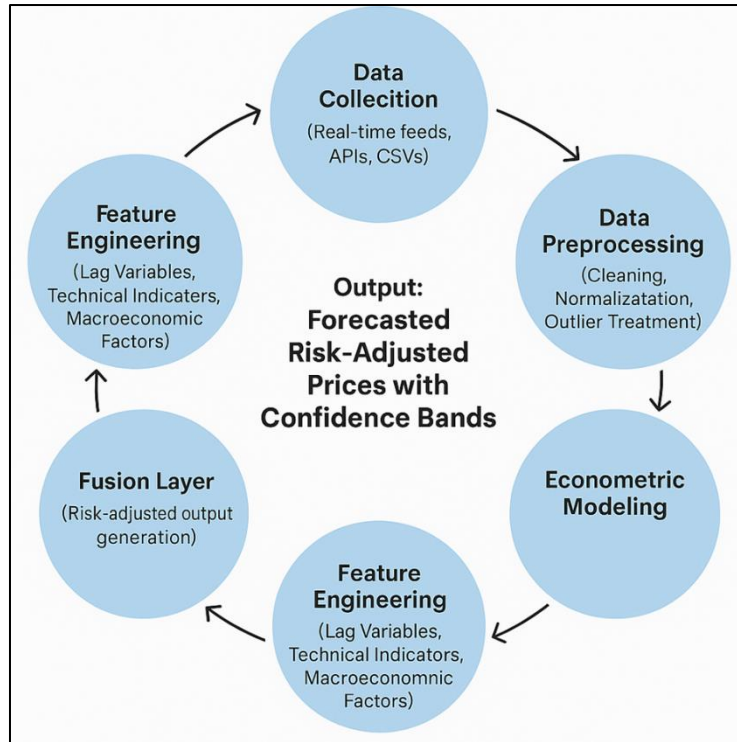 Data
Collecition
(Real-time feeds,
APIs, CSVs)
Data
Preprocessing
(Cleaning,
Normalizatation,
Outlier Treatment)
Econometric
Modeling
Feature
Engineering
(Lag Variables,
Technical Indicators,
Macroeconomnic
Factors)
Fusion Layer
(Risk-adjusted output
generation)
Feature
Engineering
(Lag Variables,
Technical Indicaters,
Macroeconomic
Factors)
Output:
Forecasted
Risk-Adjusted
Prices with
Confidence Bands